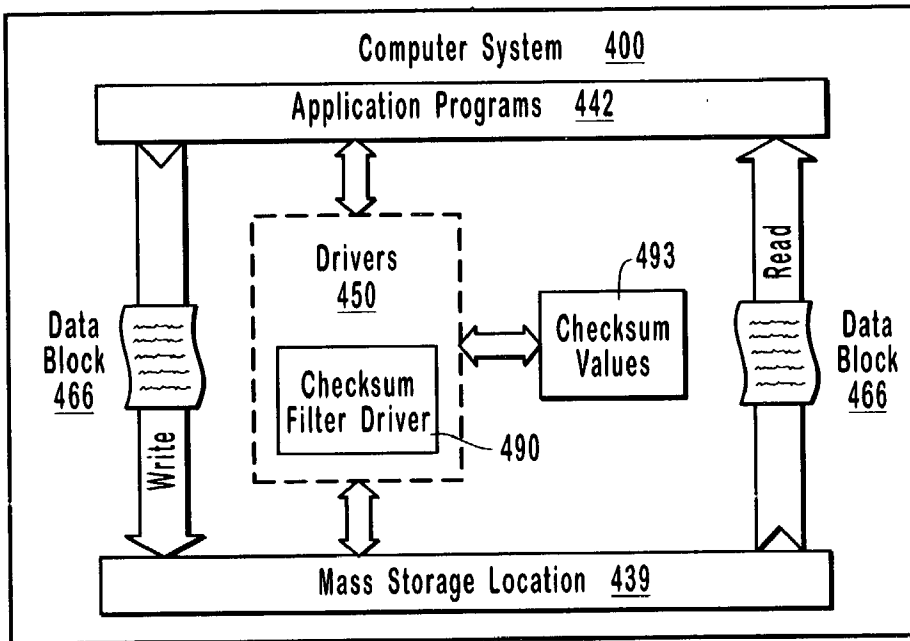 Computer System 400
Application Programs 442
Drivers
450
493
Read
Data
Block
466
Checksum
Values
Data
Block
466
Checksum
Filter Driver
490
Write
Mass Storage Location 439